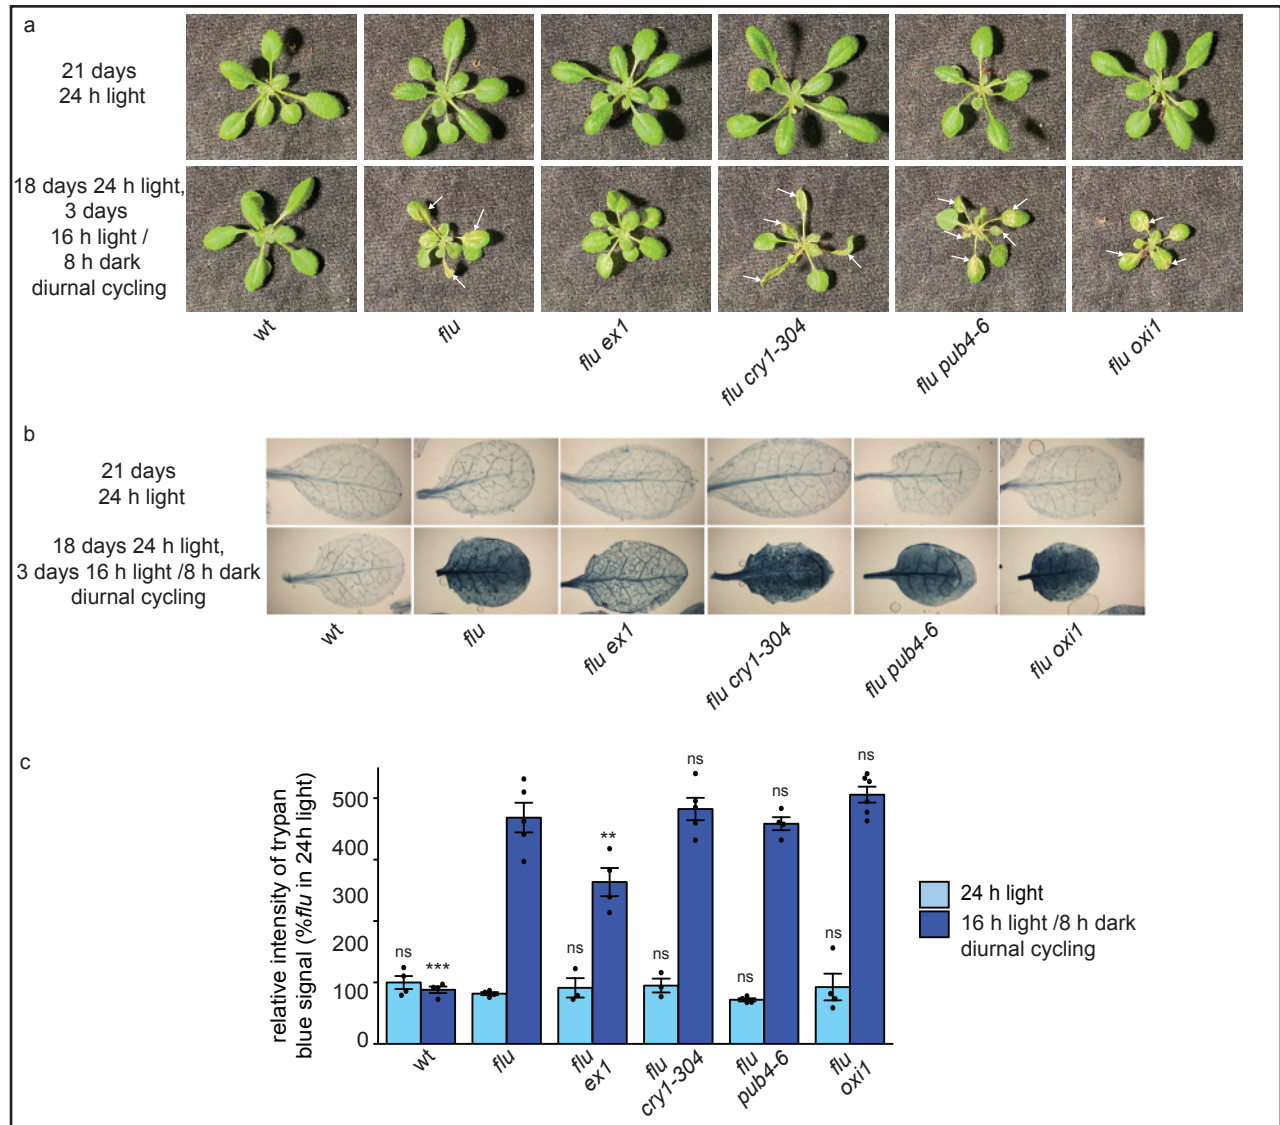 a
21 days
24 h light
18 days 24 h light,
3 days
16 h light /
8 h dark
diurnal cycling
wt
flu
flu ex1
flu cry1-304
flu pub4-6
flu oxi1
b
21 days
24 h light
18 days 24 h light,
3 days 16 h light /8 h dark
diurnal cycling
wt
flu
flu ex1
flu cry1-304
flu pub4-6
flu oxi1
c
relative intensity of trypan
blue signal (%flu in 24h light)
500
400
300
200
100
0
ns
***
ns
**
ns
ns
ns
ns
ns
ns
wt
flu
flu
ex1
flu
cry1-304
flu
pub4-6
flu
oxi1
24 h light
16 h light /8 h dark
diurnal cycling